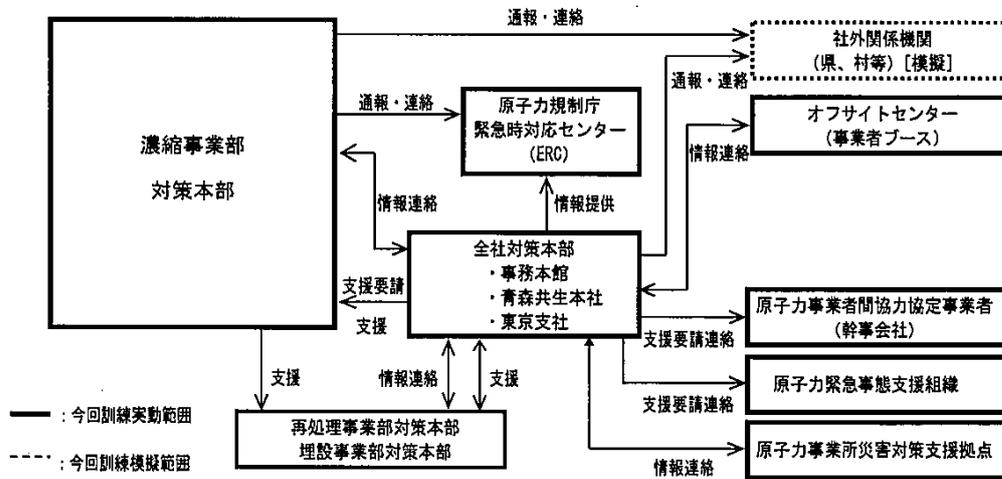 通報・連絡
社外関係機関
(県、村等)[模擬]
通報・連絡
通報・連絡
原子力規制庁
緊急時対応センター
(ERC)
オフサイトセンター
(事業者ブース)
情報連絡
濃縮事業部
対策本部
情報連絡
情報提供
全社対策本部
・事務本館
・青森共生本社
・東京支社
支援要請
支援
原子力事業者間協力協定事業者
(幹事会社)
支援要請連絡
支援
情報連絡
支援
原子力緊急事態支援組織
支援要請連絡
:今回訓練実動範囲
再処理事業部対策本部
埋設事業部対策本部
原子力事業所災害対策支援拠点
情報連絡
:今回訓練模擬範囲